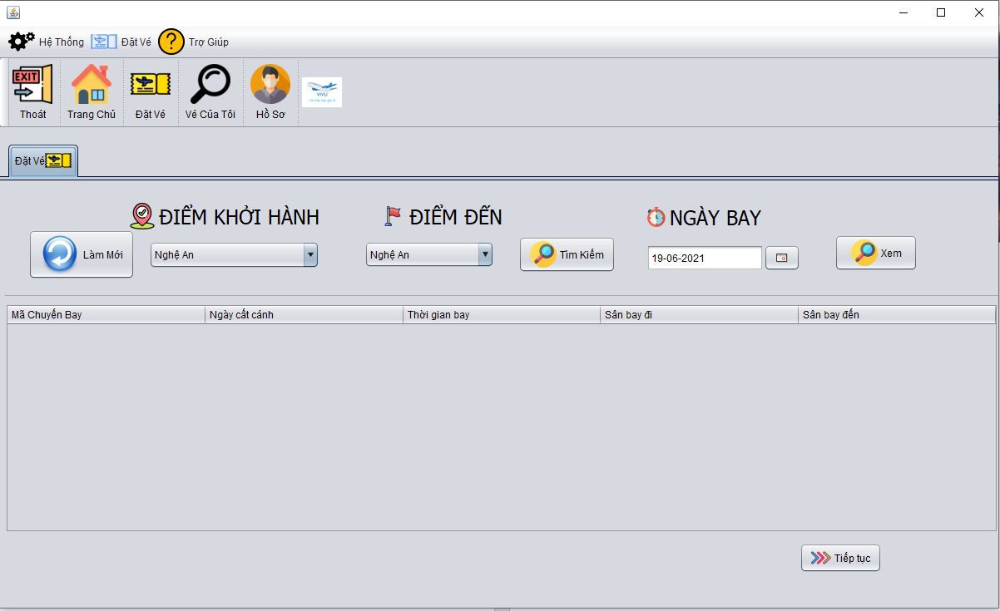 Hệ Thống Đặt Vé ? Trợ Giúp
EXIT
VIVU
Thoát Trang Chủ Đặt Vé Vé Của Tôi Hồ Sơ
Đặt Vé
ĐIỂM KHỞI HÀNH ĐIỂM ĐẾN NGÀY BAY
Làm Mới Nghệ An Nghệ An Tìm Kiếm 19-06-2021 Xem
Mã Chuyến Bay Ngày cất cánh Thời gian bay Sân bay đi Sân bay đến
Tiếp tục